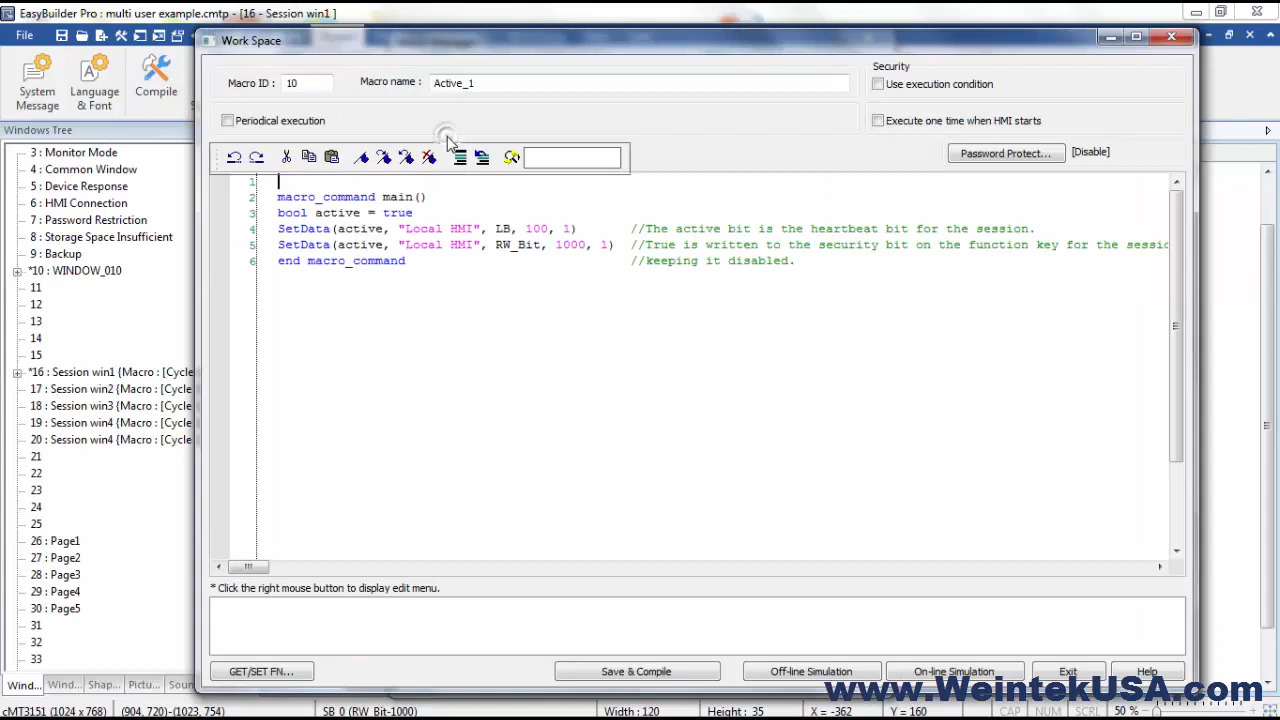 EasyBuilder Pro : multi user example.cmtp - [16 - Session win1 ]
File
System Message
Language & Font
Compile
Windows Tree
3 : Monitor Mode
4 : Common Window
5 : Device Response
6 : HMI Connection
7 : Password Restriction
8 : Storage Space Insufficient
9 : Backup
*10 : WINDOW_010
11
12
13
14
15
*16 : Session win1 {Macro : [Cycle
17 : Session win2 {Macro : [Cycle
18 : Session win3 {Macro : [Cycle
19 : Session win4 {Macro : [Cycle
20 : Session win4 {Macro : [Cycle
21
22
23
24
25
26 : Page1
27 : Page2
28 : Page3
29 : Page4
30 : Page5
31
32
33
Wind...
Wind...
Shap...
Pictu...
Soun
Work Space
Macro ID : 10
Macro name : Active_1
Security
Use execution condition
Periodical execution
Execute one time when HMI starts
Password Protect... [Disable]
1
2 macro_command main()
3 bool active = true
4 SetData(active, "Local HMI", LB, 100, 1) //The active bit is the heartbeat bit for the session.
5 SetData(active, "Local HMI", RW_Bit, 1000, 1) //True is written to the security bit on the function key for the sessio
6 end macro_command //keeping it disabled.
* Click the right mouse button to display edit menu.
GET/SET FN...
Save & Compile
Off-line Simulation
On-line Simulation
Exit
Help
www.WeintekUSA.com
cMT3151 (1024 x 768) (904, 720)-(1023, 754) SB_0 (RW_Bit-1000) Width : 120 Height : 35 X = -362 Y = 160 CAP NUM SCRL 50 %